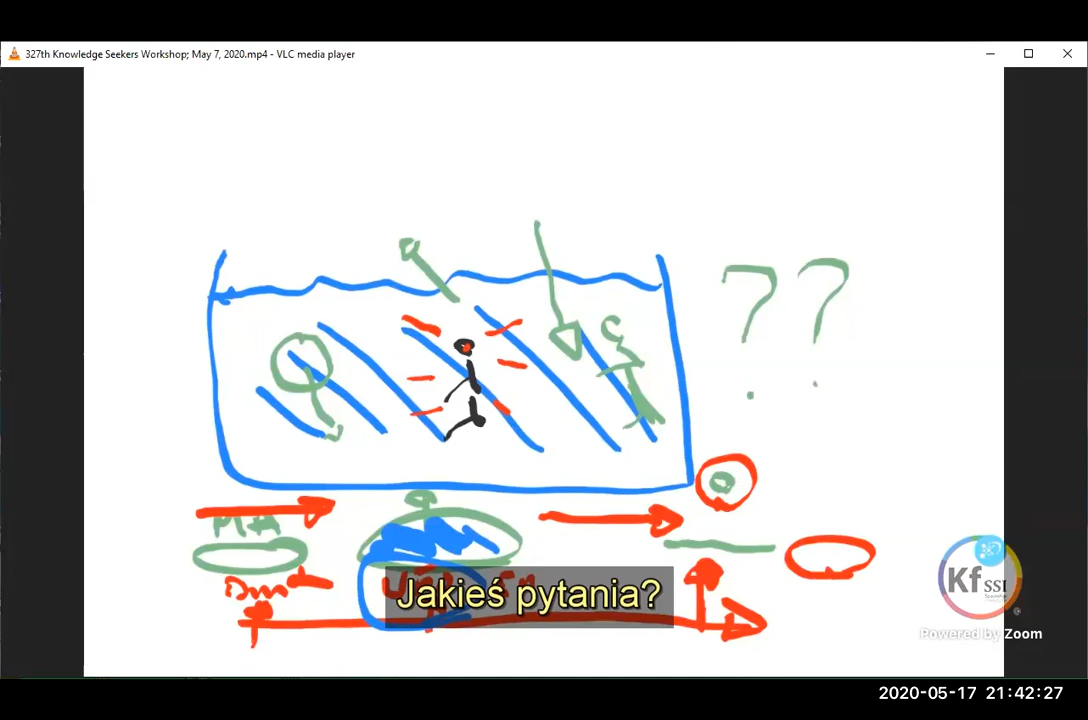 327th Knowledge Seekers Workshop; May 7, 2020.mp4 - VLC media player
? ?
Jakieś pytania?
Kf SSI
Powered by Zoom
2020-05-17 21:42:27